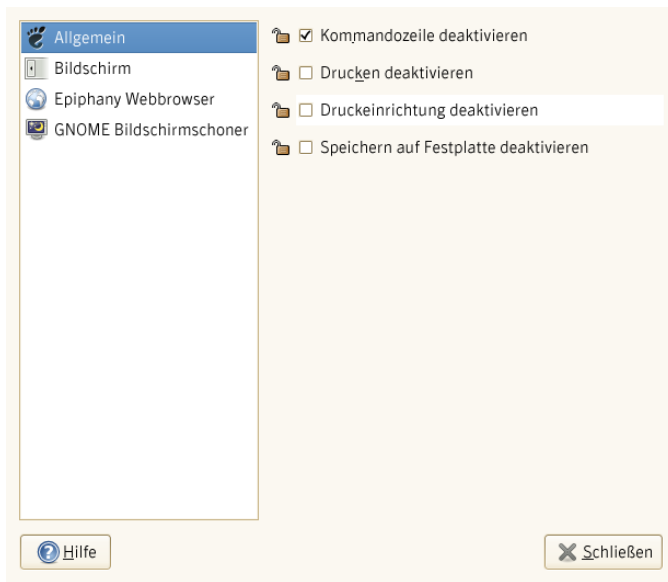 Allgemein
Bildschirm
Epiphany Webbrowser
GNOME Bildschirmschoner
Kommandozeile deaktivieren
Drucken deaktivieren
Druckeinrichtung deaktivieren
Speichern auf Festplatte deaktivieren
Hilfe
Schließen